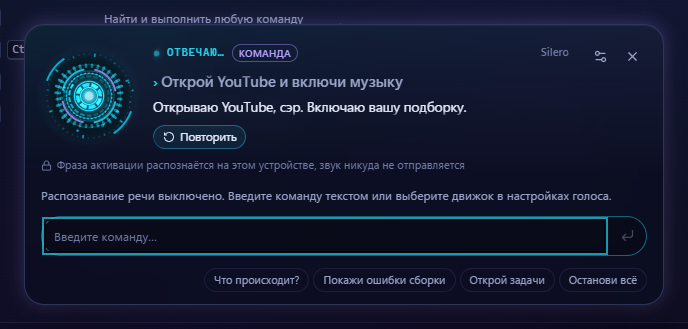 Найти и выполнить любую команду
Ct
ОТВЕЧАЮ… КОМАНДА Silero
› Открой YouTube и включи музыку
Открываю YouTube, сэр. Включаю вашу подборку.
Повторить
Фраза активации распознаётся на этом устройстве, звук никуда не отправляется
Распознавание речи выключено. Введите команду текстом или выберите движок в настройках голоса.
Введите команду...
Что происходит? Покажи ошибки сборки Открой задачи Останови всё